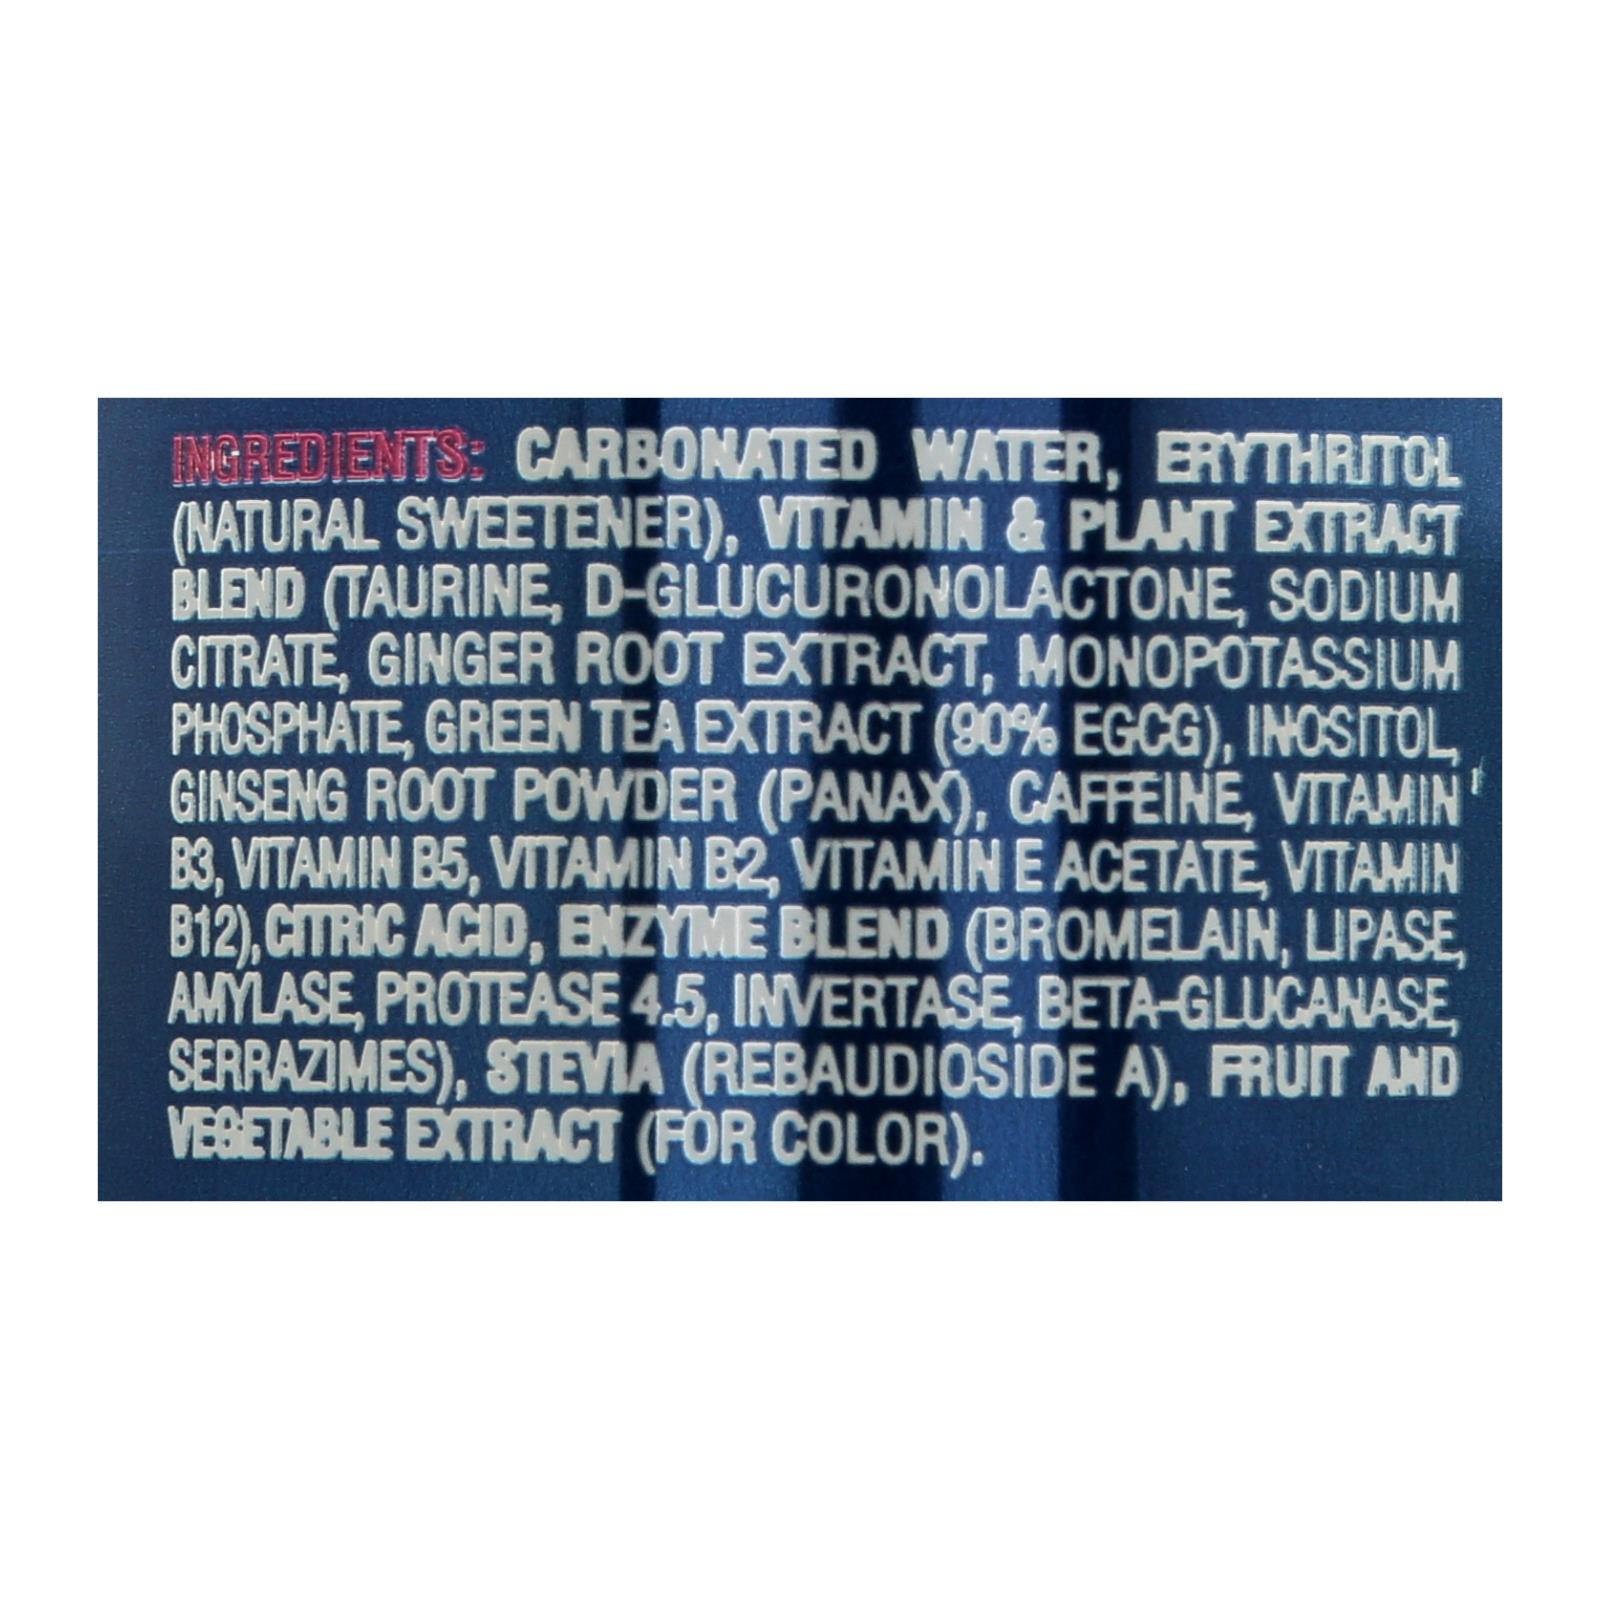 INGREDIENTS: CARBONATED WATER, ERYTHRITOL
(NATURAL SWEETENER), VITAMIN & PLANT EXTRACT
BLEND (TAURINE, D-GLUCURONOLACTONE, SODIUM
CITRATE, GINGER ROOT EXTRACT, MONOPOTASSIUM
PHOSPHATE, GREEN TEA EXTRACT (90% EGCG), INOSITOL,
GINSENG ROOT POWDER (PANAX), CAFFEINE, VITAMIN
B3, VITAMIN B5, VITAMIN B2, VITAMIN E ACETATE, VITAMIN
B12), CITRIC ACID, ENZYME BLEND (BROMELAIN, LIPASE,
AMYLASE, PROTEASE 4.5, INVERTASE, BETA-GLUCANASE,
SERRAZIMES), STEVIA (REBAUDIOSIDE A), FRUIT AND
VEGETABLE EXTRACT (FOR COLOR).